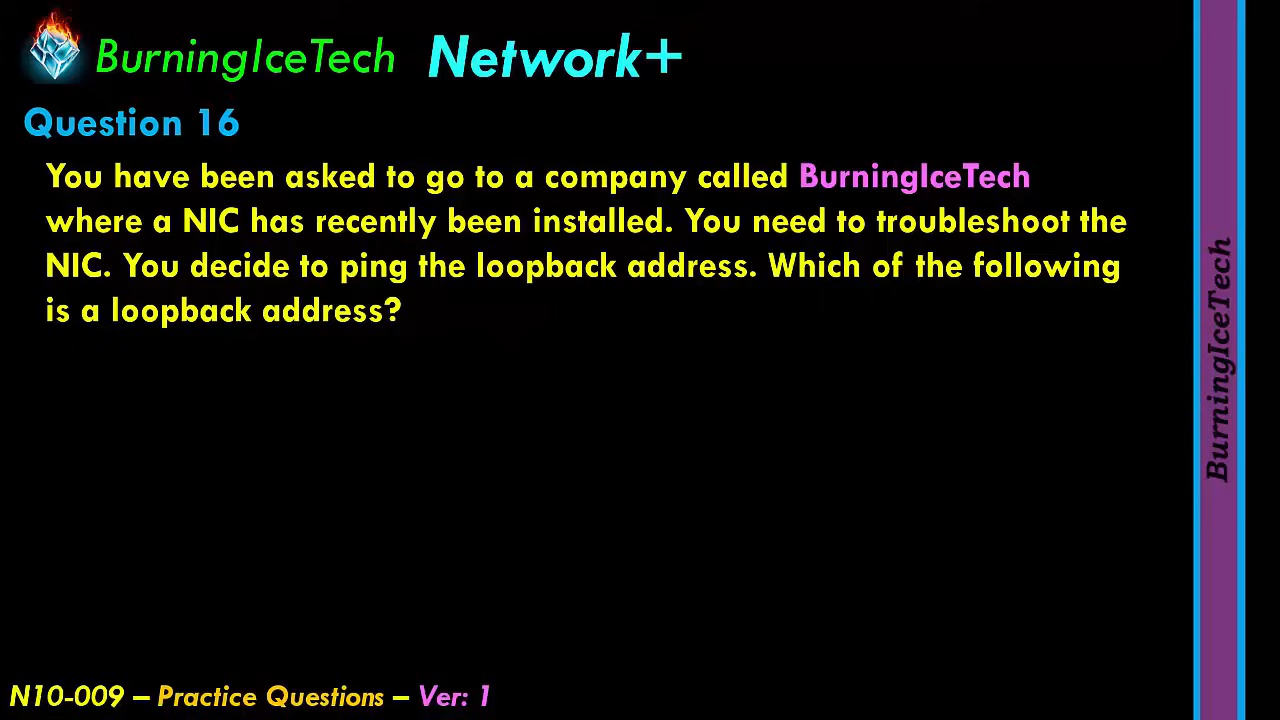 BurningIceTech Network+
Question 16
You have been asked to go to a company called BurningIceTech
where a NIC has recently been installed. You need to troubleshoot the
NIC. You decide to ping the loopback address. Which of the following
is a loopback address?
BurningIceTech
N10-009 – Practice Questions – Ver: 1